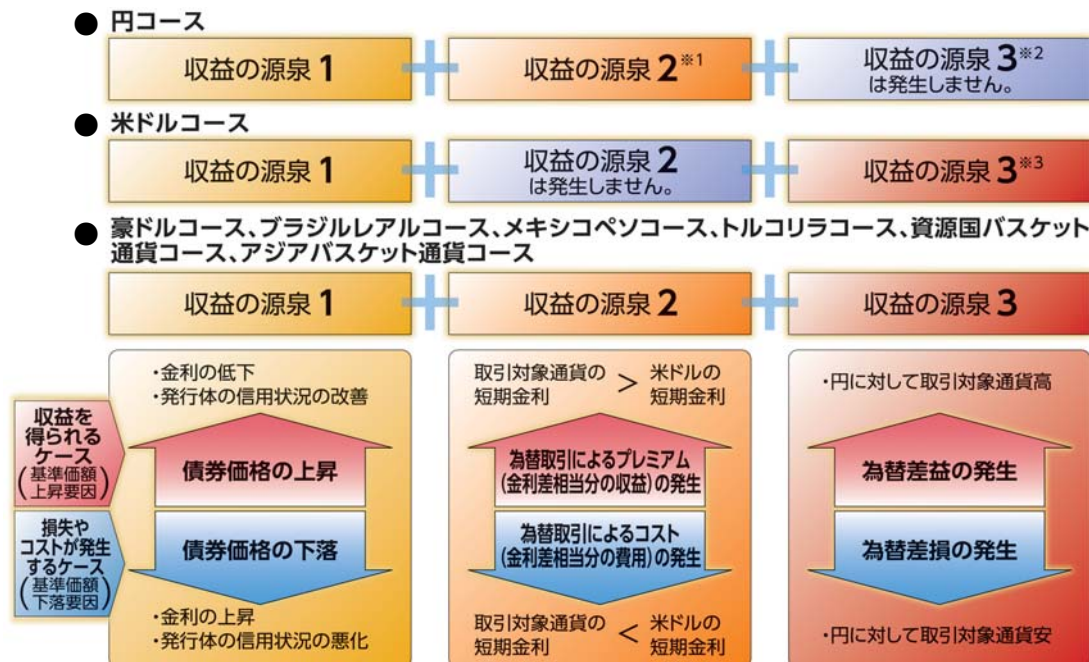 ● 円コース
収益の源泉 1 + 収益の源泉 2※1 + 収益の源泉 3※2
は発生しません。
● 米ドルコース
収益の源泉 1 + 収益の源泉 2 + 収益の源泉 3※3
は発生しません。
● 豪ドルコース、ブラジルレアルコース、メキシコペソコース、トルコリラコース、資源国バスケット
通貨コース、アジアバスケット通貨コース
収益の源泉 1 + 収益の源泉 2 + 収益の源泉 3
収益を
得られる
ケース
(基準価額
上昇要因)
損失や
コストが発生
するケース
(基準価額
下落要因)
・金利の低下
・発行体の信用状況の改善
債券価格の上昇
債券価格の下落
・金利の上昇
・発行体の信用状況の悪化
取引対象通貨の > 米ドルの
短期金利 短期金利
為替取引によるプレミアム
(金利差相当分の収益)の発生
為替取引によるコスト
(金利差相当分の費用)の発生
取引対象通貨の < 米ドルの
短期金利 短期金利
・円に対して取引対象通貨高
為替差益の発生
為替差損の発生
・円に対して取引対象通貨安